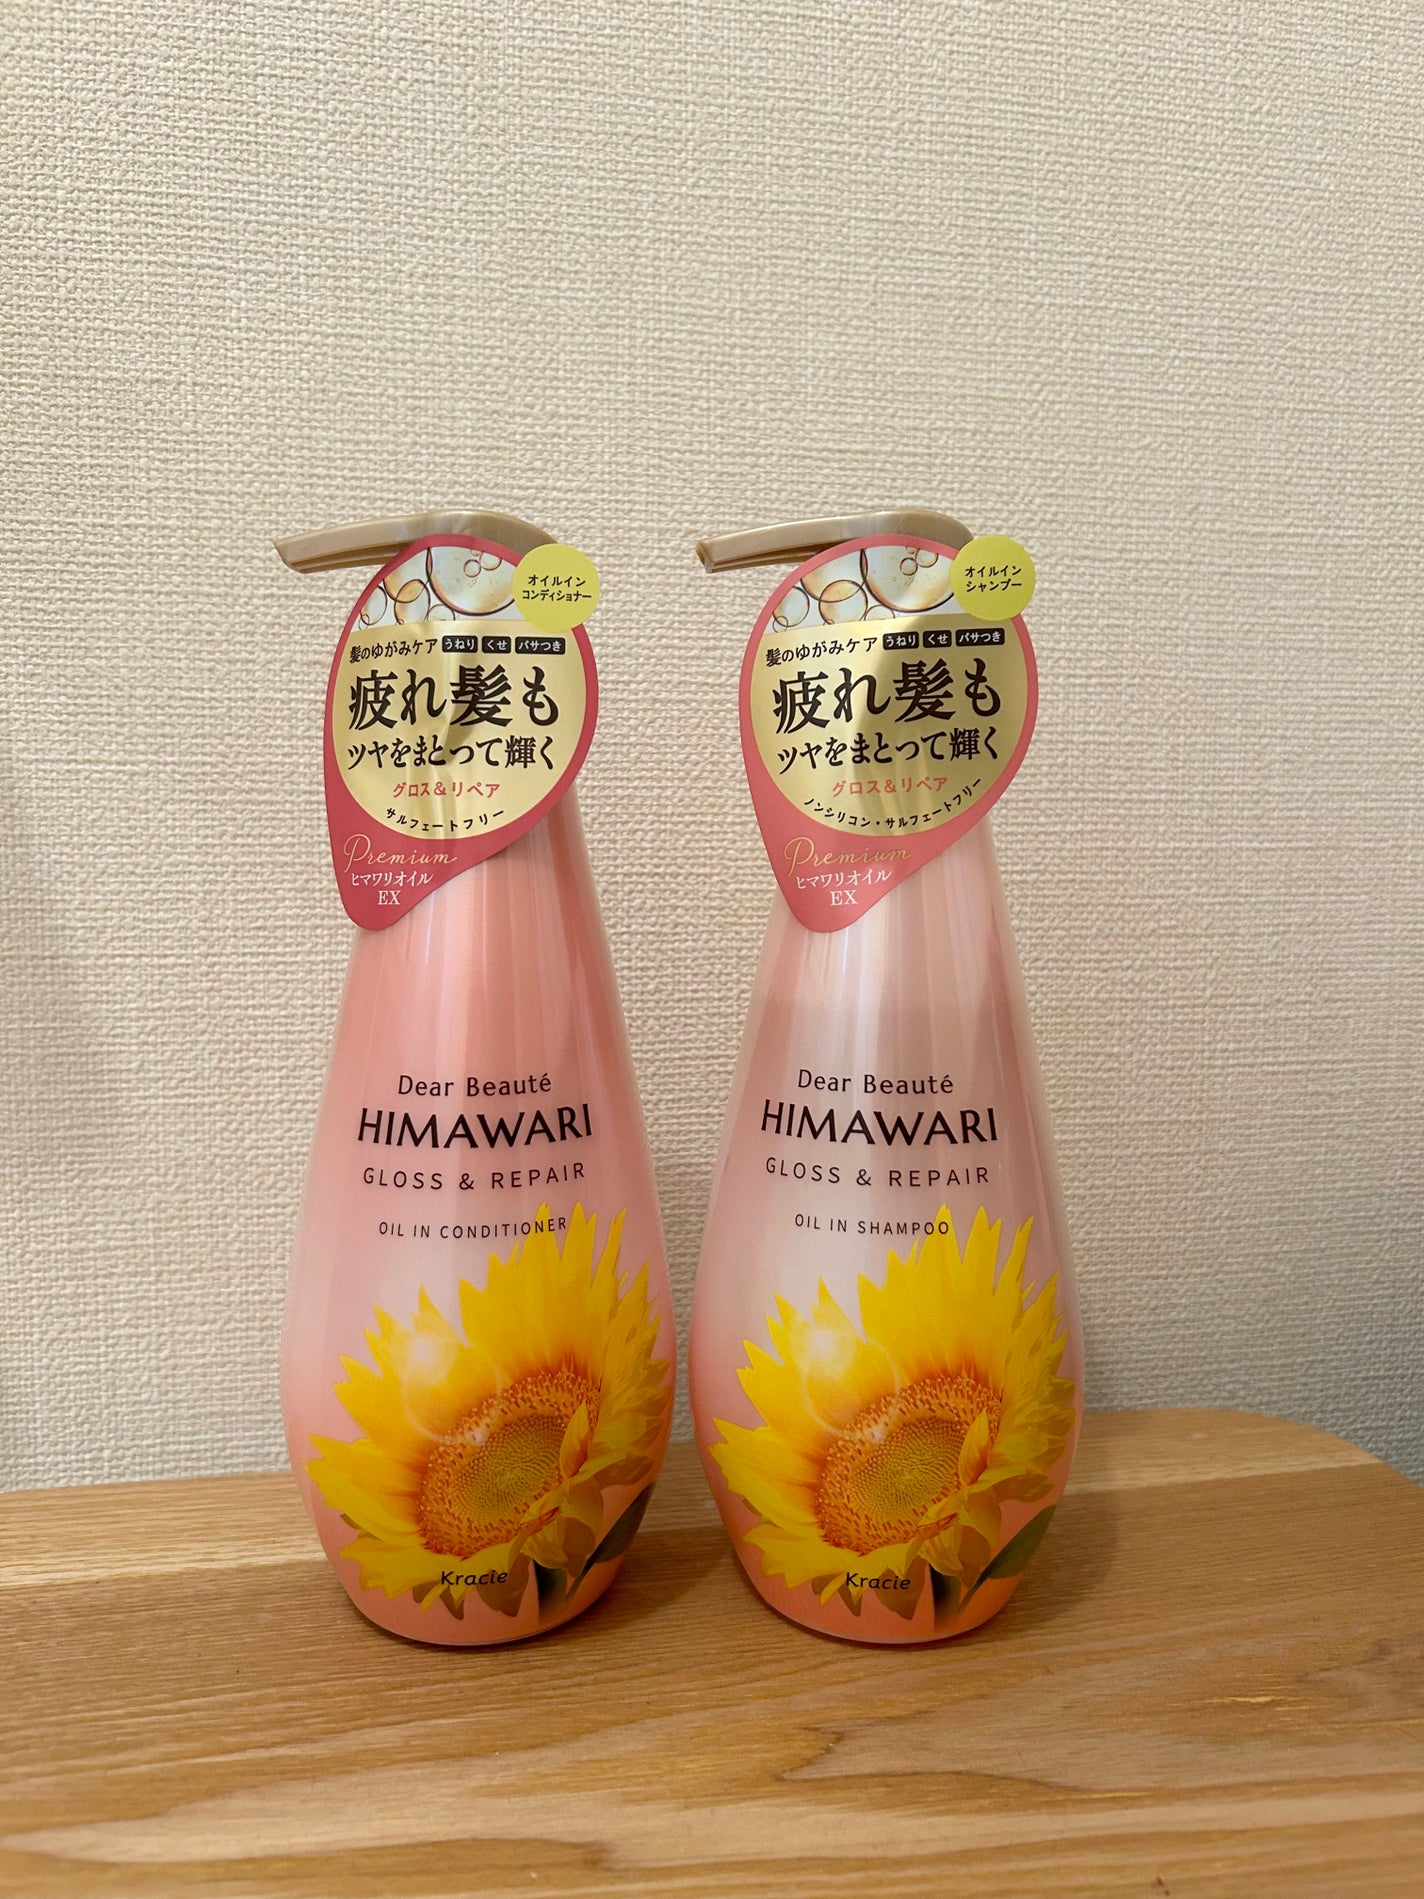 オイルイン
コンディショナー
髪のゆがみケア うねり くせ パサつき
疲れ髪も
ツヤをまとって輝く
グロス&リペア
サルフェートフリー
Premium
ヒマワリオイル
EX
Dear Beauté
HIMAWARI
GLOSS & REPAIR
OIL IN CONDITIONER
Kracie
オイルイン
シャンプー
髪のゆがみケア うねり くせ パサつき
疲れ髪も
ツヤをまとって輝く
グロス&リペア
ノンシリコン・サルフェートフリー
Premium
ヒマワリオイル
EX
Dear Beauté
HIMAWARI
GLOSS & REPAIR
OIL IN SHAMPOO
Kracie